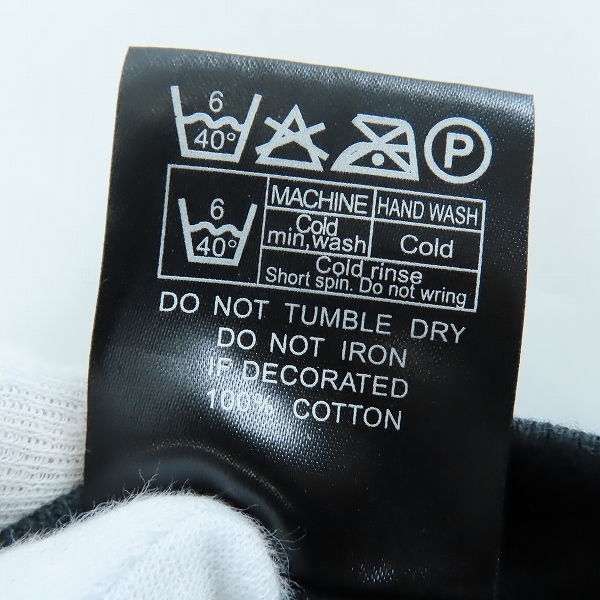 6 40° P
6 40°
MACHINE HAND WASH
Cold min,wash Cold
Cold,rinse
Short spin. Do not wring
DO NOT TUMBLE DRY
DO NOT IRON
IF DECORATED
100% COTTON